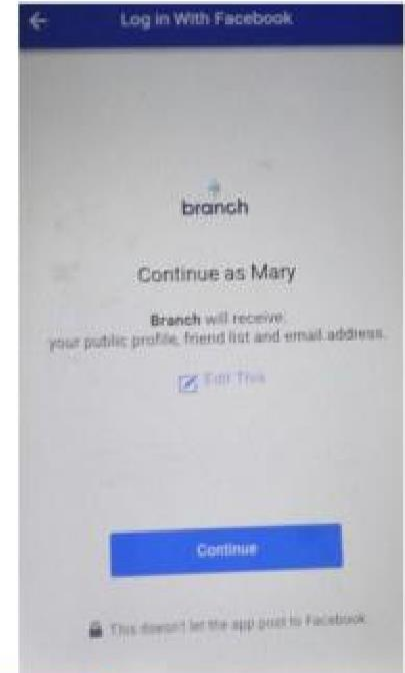 Log in With Facebook
branch
Continue as Mary
Branch will receive:
your public profile, friend list and email address.
Edit This
Continue
This doesn't let the app post to Facebook